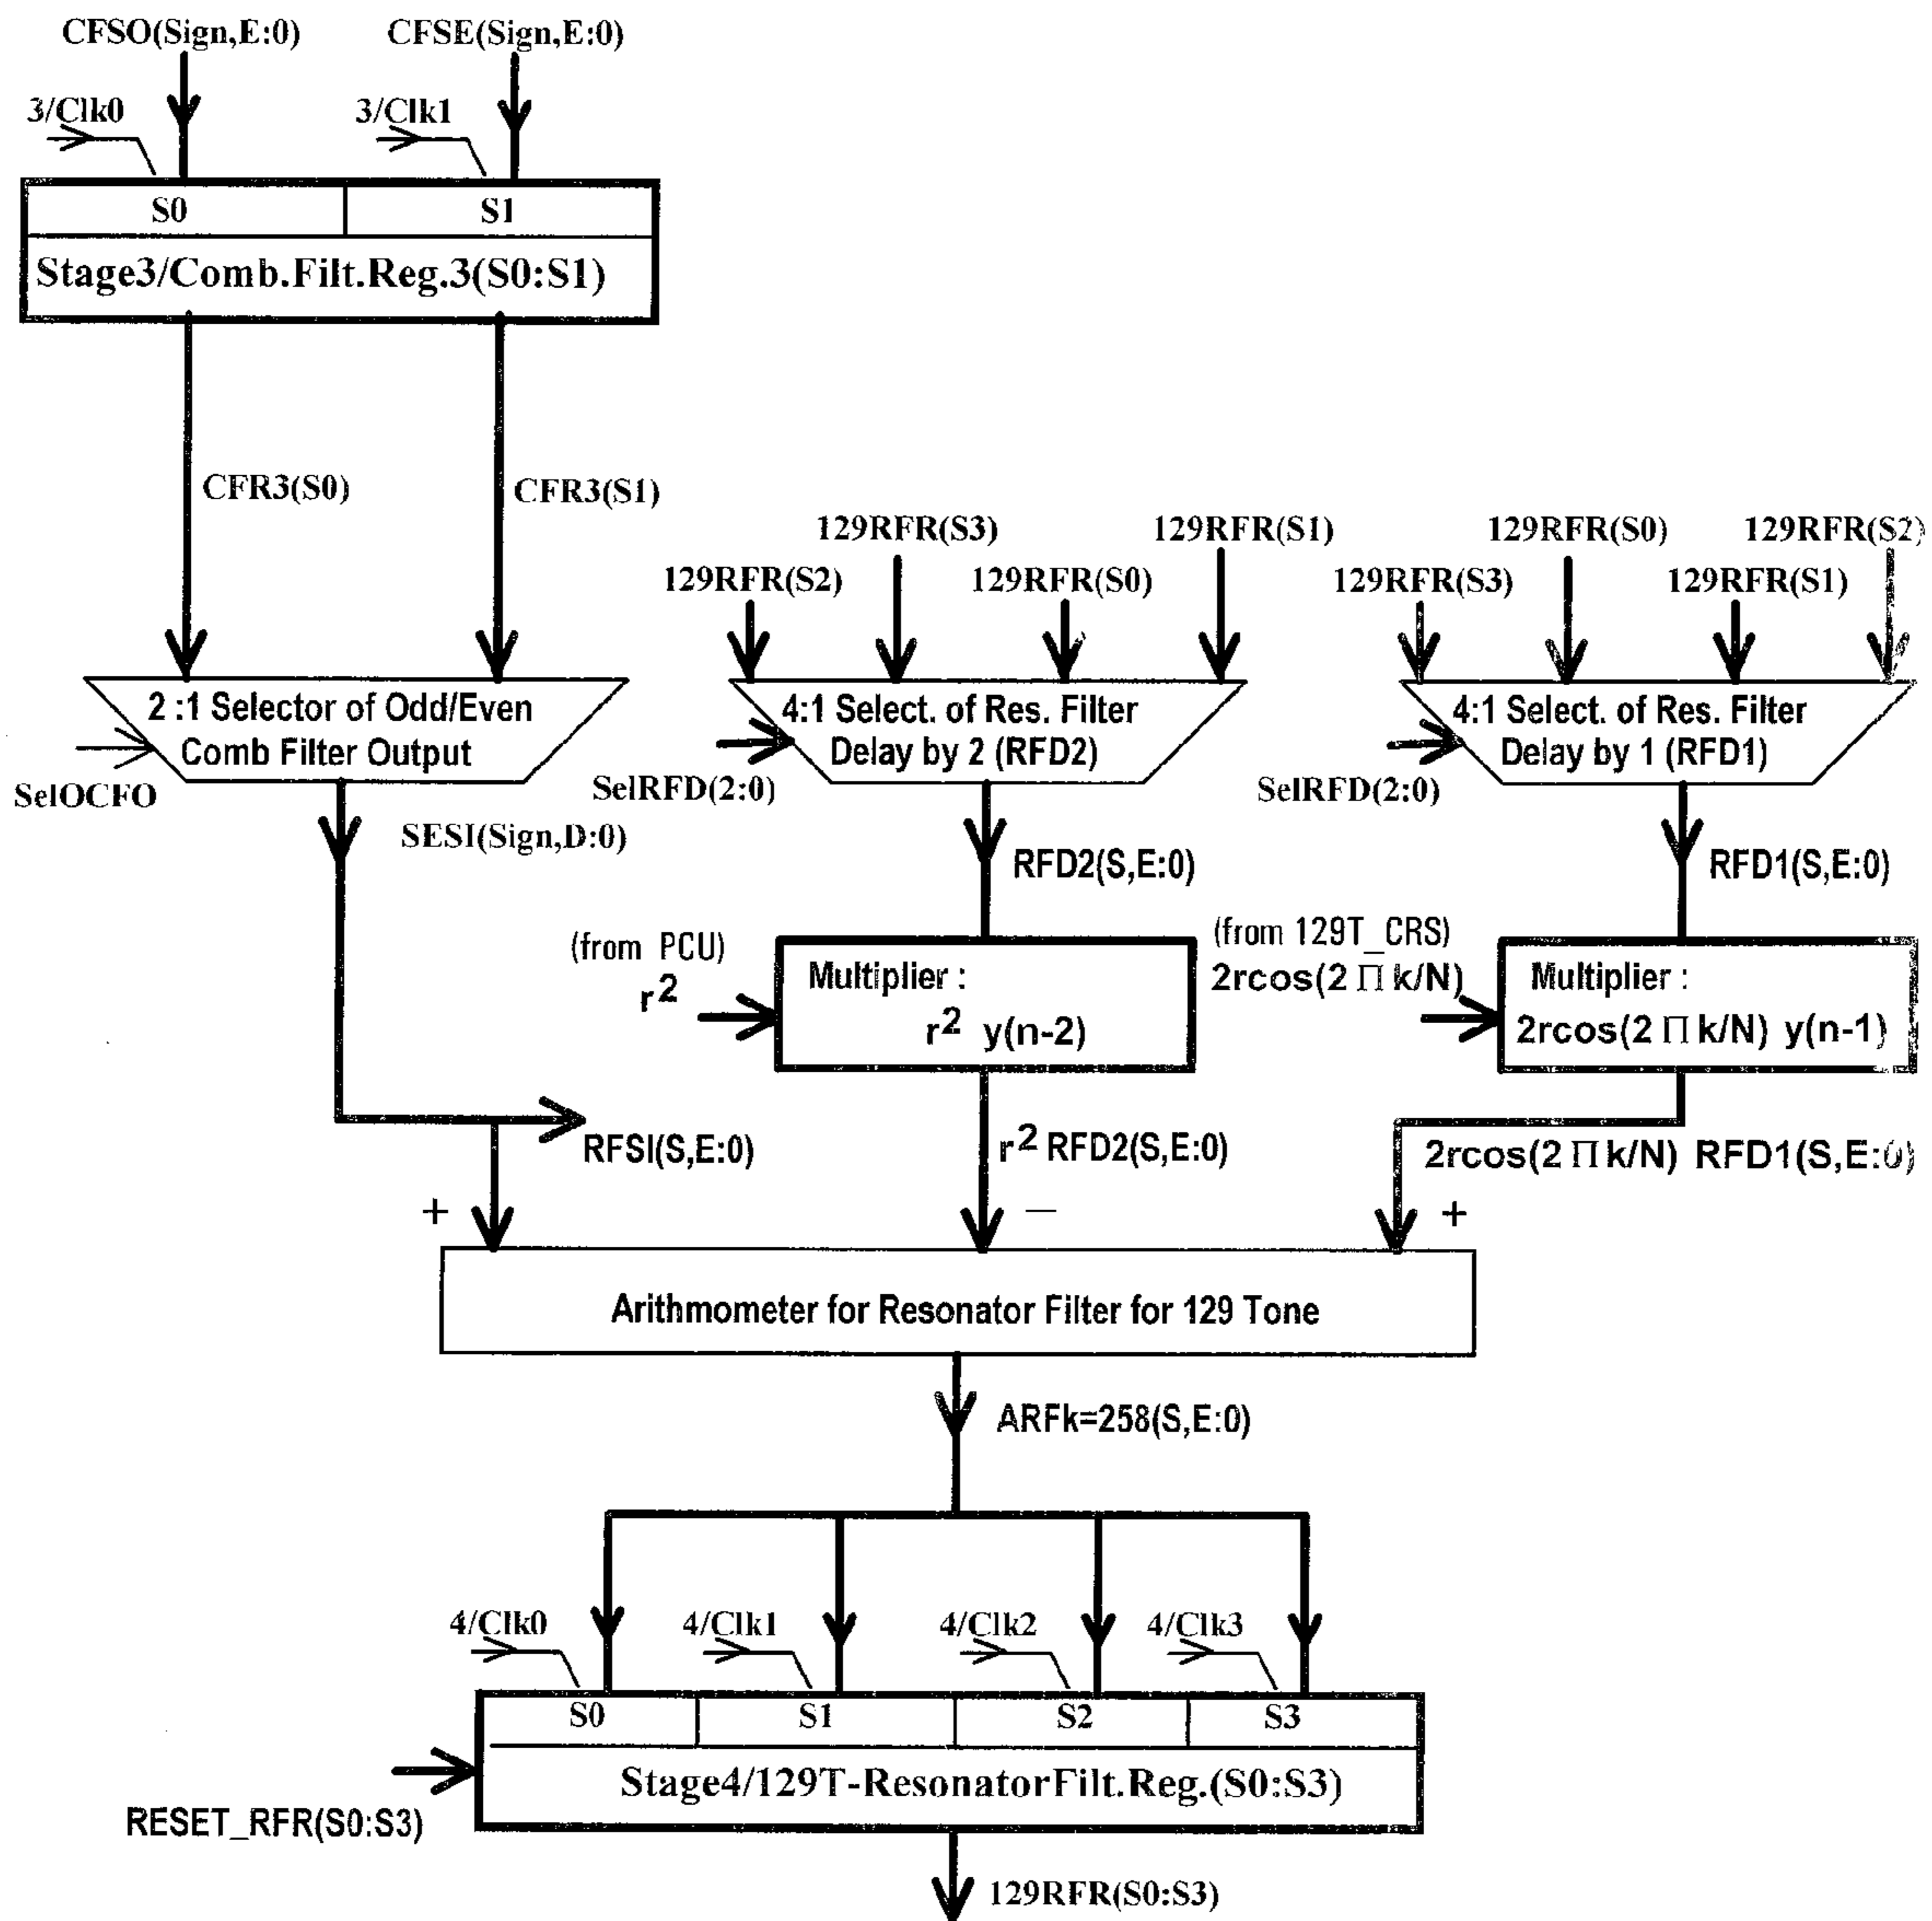 CFSO(Sign,E:0)
CFSE(Sign,E:0)
3/Clk0
3/Clk1
S0
S1
Stage3/Comb.Filt.Reg.3(S0:S1)
CFR3(S0)
CFR3(S1)
129RFR(S3)
129RFR(S1)
129RFR(S0)
129RFR(S2)
129RFR(S2)
129RFR(S0)
129RFR(S3)
129RFR(S1)
2 :1 Selector of Odd/Even
Comb Filter Output
SelOCFO
4:1 Select. of Res. Filter
Delay by 2 (RFD2)
SelRFD(2:0)
4:1 Select. of Res. Filter
Delay by 1 (RFD1)
SelRFD(2:0)
SESI(Sign,D:0)
RFD2(S,E:0)
RFD1(S,E:0)
(from PCU)
r²
Multiplier :
r² y(n-2)
(from 129T_CRS)
2rcos(2 Π k/N)
Multiplier :
2rcos(2 Π k/N) y(n-1)
RFSI(S,E:0)
r² RFD2(S,E:0)
2rcos(2 Π k/N) RFD1(S,E:0)
+
—
+
Arithmometer for Resonator Filter for 129 Tone
ARFk=258(S,E:0)
4/Clk0
4/Clk1
4/Clk2
4/Clk3
S0
S1
S2
S3
Stage4/129T-ResonatorFilt.Reg.(S0:S3)
RESET_RFR(S0:S3)
129RFR(S0:S3)